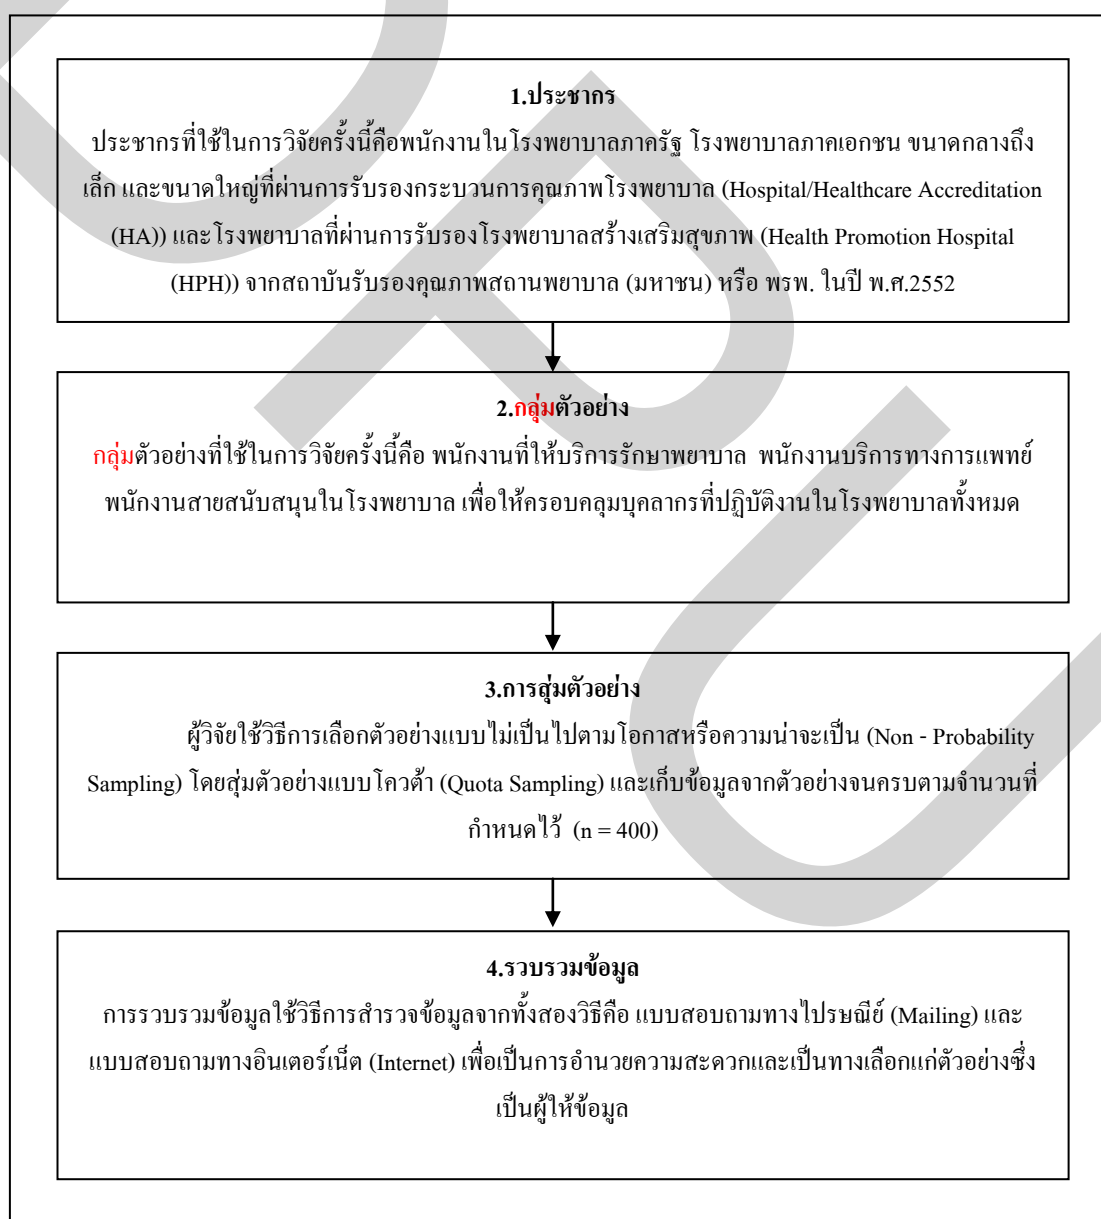 1.ประชากร
ประชากรที่ใช้ในการวิจัยครั้งนี้คือพนักงานในโรงพยาบาลภาครัฐ โรงพยาบาลภาคเอกชน ขนาดกลางถึง
เล็ก และขนาดใหญ่ที่ผ่านการรับรองกระบวนการคุณภาพโรงพยาบาล (Hospital/Healthcare Accreditation
(HA)) และโรงพยาบาลที่ผ่านการรับรองโรงพยาบาลสร้างเสริมสุขภาพ (Health Promotion Hospital
(HPH)) จากสถาบันรับรองคุณภาพสถานพยาบาล (มหาชน) หรือ พรพ. ในปี พ.ศ.2552
2.กลุ่มตัวอย่าง
กลุ่มตัวอย่างที่ใช้ในการวิจัยครั้งนี้คือ พนักงานที่ให้บริการรักษาพยาบาล พนักงานบริการทางการแพทย์
พนักงานสายสนับสนุนในโรงพยาบาล เพื่อให้ครอบคลุมบุคลากรที่ปฏิบัติงานในโรงพยาบาลทั้งหมด
3.การสุ่มตัวอย่าง
ผู้วิจัยใช้วิธีการเลือกตัวอย่างแบบไม่เป็นไปตามโอกาสหรือความน่าจะเป็น (Non - Probability
Sampling) โดยสุ่มตัวอย่างแบบโควต้า (Quota Sampling) และเก็บข้อมูลจากตัวอย่างจนครบตามจำนวนที่
กำหนดไว้ (n = 400)
4.รวบรวมข้อมูล
การรวบรวมข้อมูลใช้วิธีการสำรวจข้อมูลจากทั้งสองวิธีคือ แบบสอบถามทางไปรษณีย์ (Mailing) และ
แบบสอบถามทางอินเตอร์เน็ต (Internet) เพื่อเป็นการอำนวยความสะดวกและเป็นทางเลือกแก่ตัวอย่างซึ่ง
เป็นผู้ให้ข้อมูล